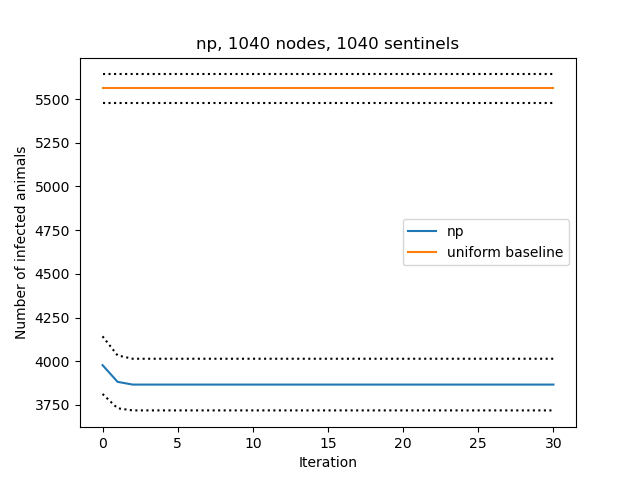 np, 1040 nodes, 1040 sentinels
Number of infected animals
5500
5250
5000
4750
4500
4250
4000
3750
np
uniform baseline
0 5 10 15 20 25 30
Iteration